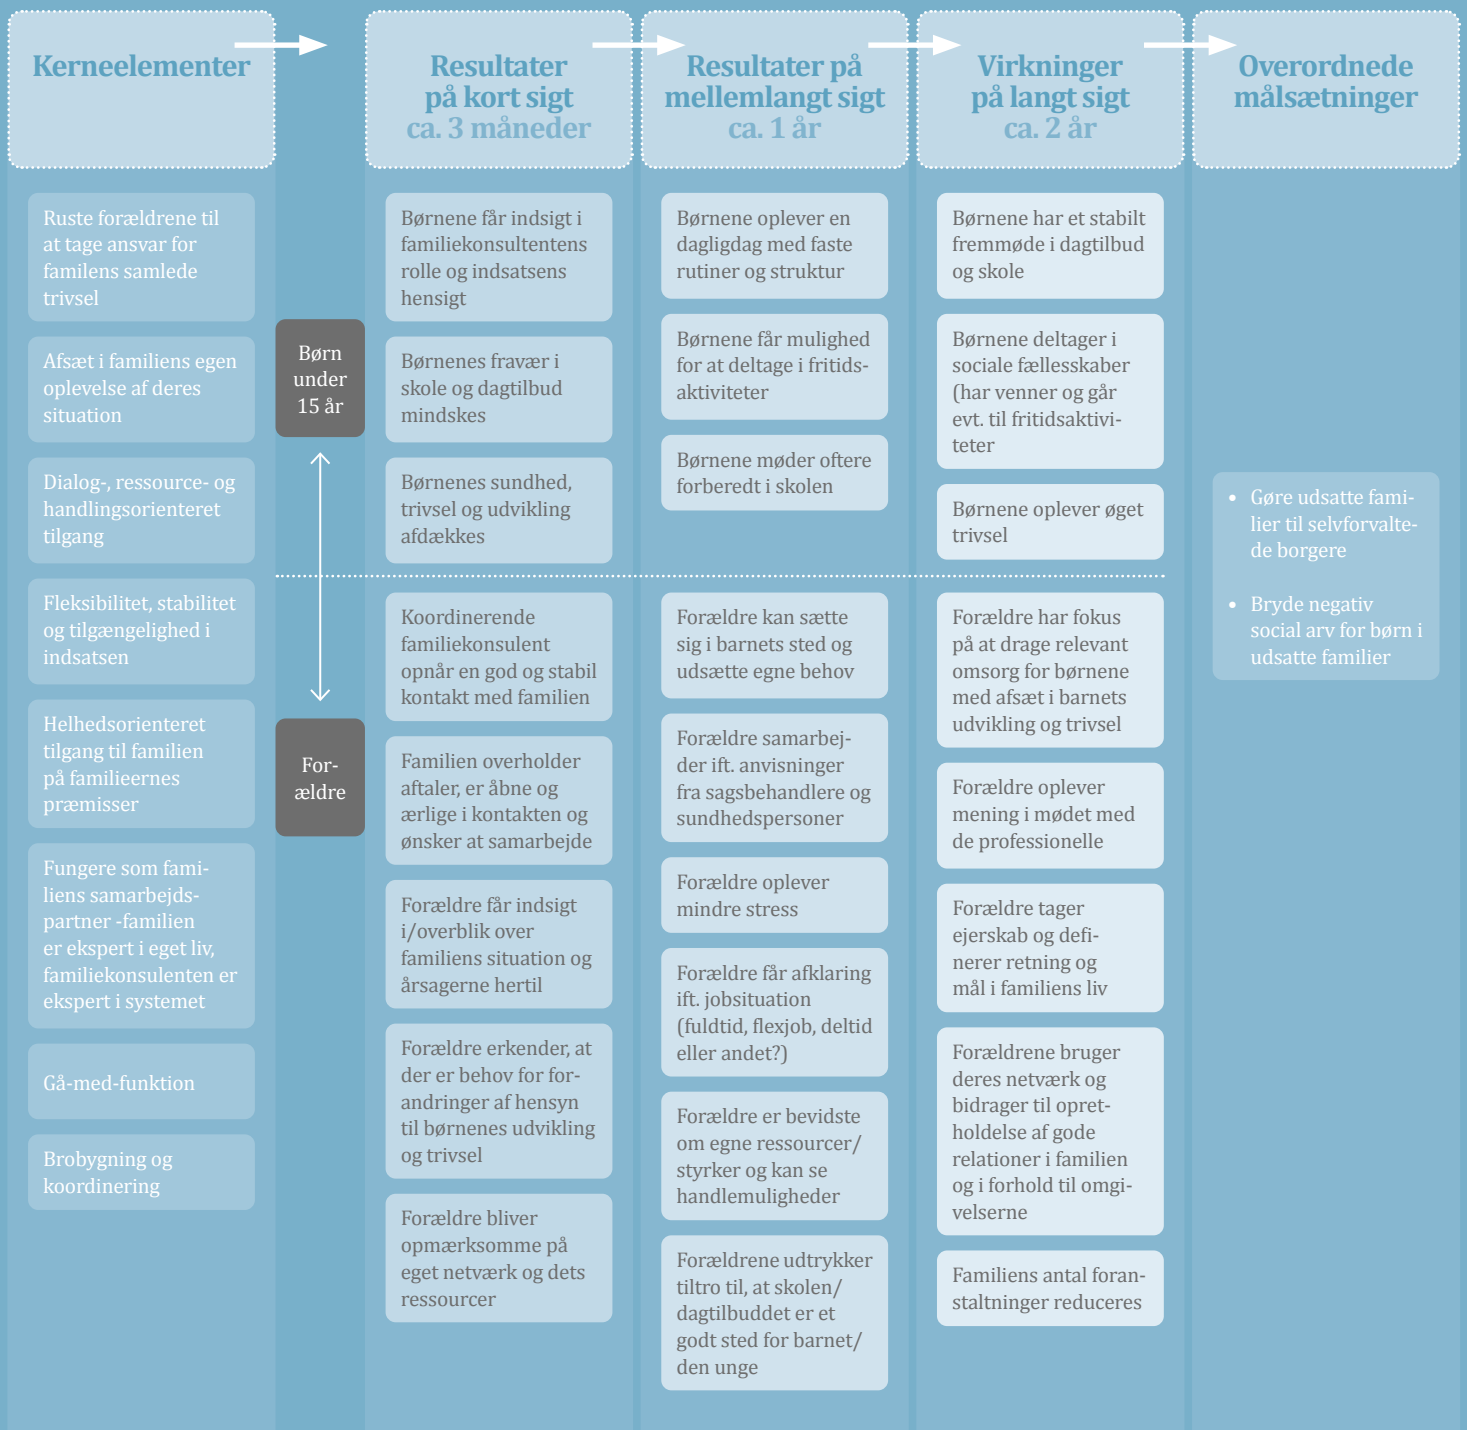 Kerneelementer
Ruste forældrene til
at tage ansvar for
familens samlede
trivsel
Afsæt i familiens egen
oplevelse af deres
situation
Dialog-, ressource- og
handlingsorienteret
tilgang
Fleksibilitet, stabilitet
og tilgængelighed i
indsatsen
Helhedsorienteret
tilgang til familien
på familieernes
præmisser
Fungere som fami-
liens samarbejds-
partner -familien
er ekspert i eget liv,
familiekonsulenten er
ekspert i systemet
Gå-med-funktion
Brobygning og
koordinering
Børn
under
15 år
For-
ældre
Resultater
på kort sigt
ca. 3 måneder
Børnene får indsigt i
familiekonsultentens
rolle og indsatsens
hensigt
Børnenes fravær i
skole og dagtilbud
mindskes
Børnenes sundhed,
trivsel og udvikling
afdækkes
Koordinerende
familiekonsulent
opnår en god og stabil
kontakt med familien
Familien overholder
aftaler, er åbne og
ærlige i kontakten og
ønsker at samarbejde
Forældre får indsigt
i/overblik over
familiens situation og
årsagerne hertil
Forældre erkender, at
der er behov for for-
andringer af hensyn
til børnenes udvikling
og trivsel
Forældre bliver
opmærksomme på
eget netværk og dets
ressourcer
Resultater på
mellemlangt sigt
ca. 1 år
Børnene oplever en
dagligdag med faste
rutiner og struktur
Børnene får mulighed
for at deltage i fritids-
aktiviteter
Børnene møder oftere
forberedt i skolen
Forældre kan sætte
sig i barnets sted og
udsætte egne behov
Forældre samarbej-
der ift. anvisninger
fra sagsbehandlere og
sundhedspersoner
Forældre oplever
mindre stress
Forældre får afklaring
ift. jobsituation
(fuldtid, flexjob, deltid
eller andet?)
Forældre er bevidste
om egne ressourcer/
styrker og kan se
handlemuligheder
Forældrene udtrykker
tiltro til, at skolen/
dagtilbuddet er et
godt sted for barnet/
den unge
Virkninger
på langt sigt
ca. 2 år
Børnene har et stabilt
fremmøde i dagtilbud
og skole
Børnene deltager i
sociale fællesskaber
(har venner og går
evt. til fritidsaktivi-
teter
Børnene oplever øget
trivsel
Forældre har fokus
på at drage relevant
omsorg for børnene
med afsæt i barnets
udvikling og trivsel
Forældre oplever
mening i mødet med
de professionelle
Forældre tager
ejerskab og defi-
nerer retning og
mål i familiens liv
Forældrene bruger
deres netværk og
bidrager til opret-
holdelse af gode
relationer i familien
og i forhold til omgi-
velserne
Familiens antal foran-
staltninger reduceres
Overordnede
målsætninger
• Gøre udsatte fami-
lier til selvforvalte-
de borgere
• Bryde negativ
social arv for børn i
udsatte familier